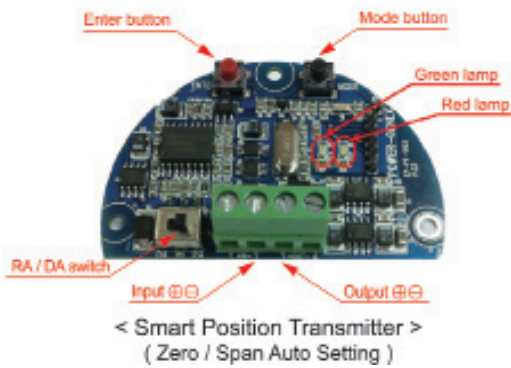 Enter button
Mode button
Green lamp
Red lamp
RA / DA switch
Input ⊕⊖
Output ⊕⊖
< Smart Position Transmitter >
( Zero / Span Auto Setting )